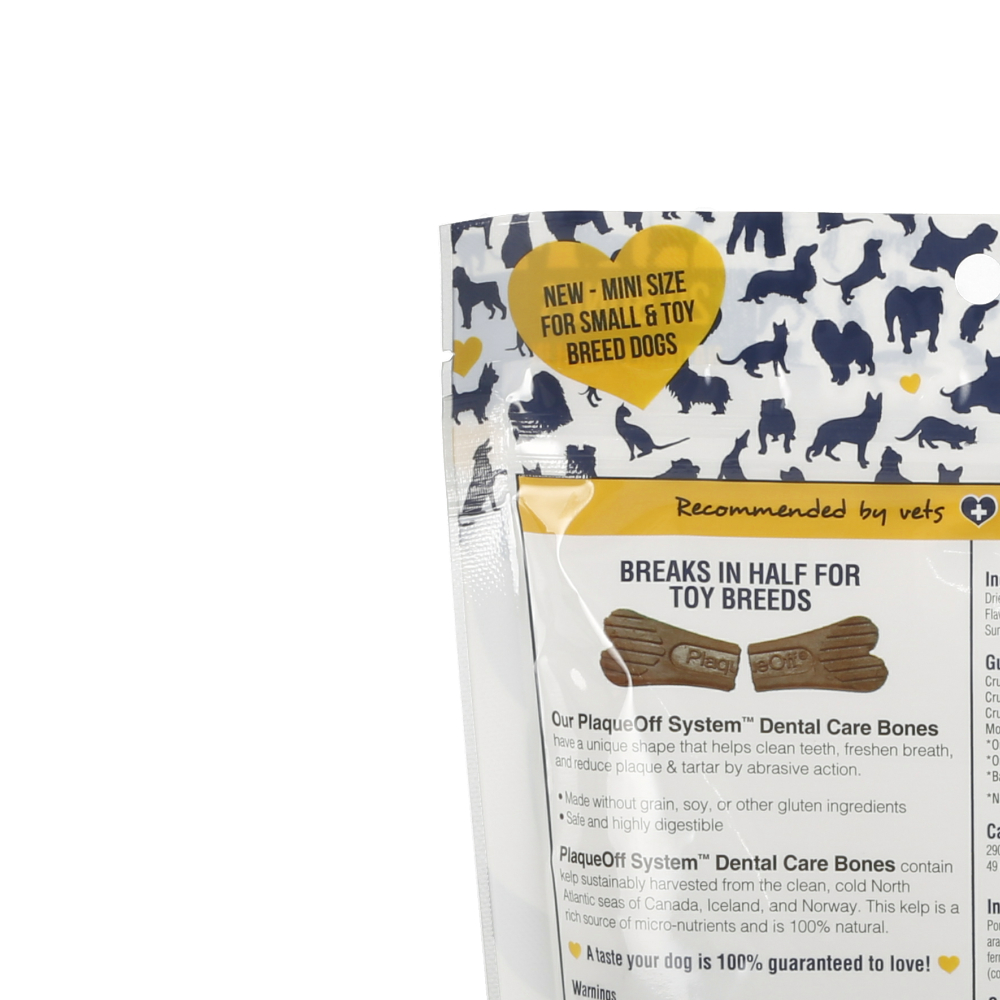 NEW - MINI SIZE
FOR SMALL & TOY
BREED DOGS
Recommended by vets
BREAKS IN HALF FOR
TOY BREEDS
Plaq ueOff®
Our PlaqueOff System™ Dental Care Bones
have a unique shape that helps clean teeth, freshen breath,
and reduce plaque & tartar by abrasive action.
• Made without grain, soy, or other gluten ingredients
• Safe and highly digestible
PlaqueOff System™ Dental Care Bones contain
kelp sustainably harvested from the clean, cold North
Atlantic seas of Canada, Iceland, and Norway. This kelp is a
rich source of micro-nutrients and is 100% natural.
A taste your dog is 100% guaranteed to love!
Warnings
290
49